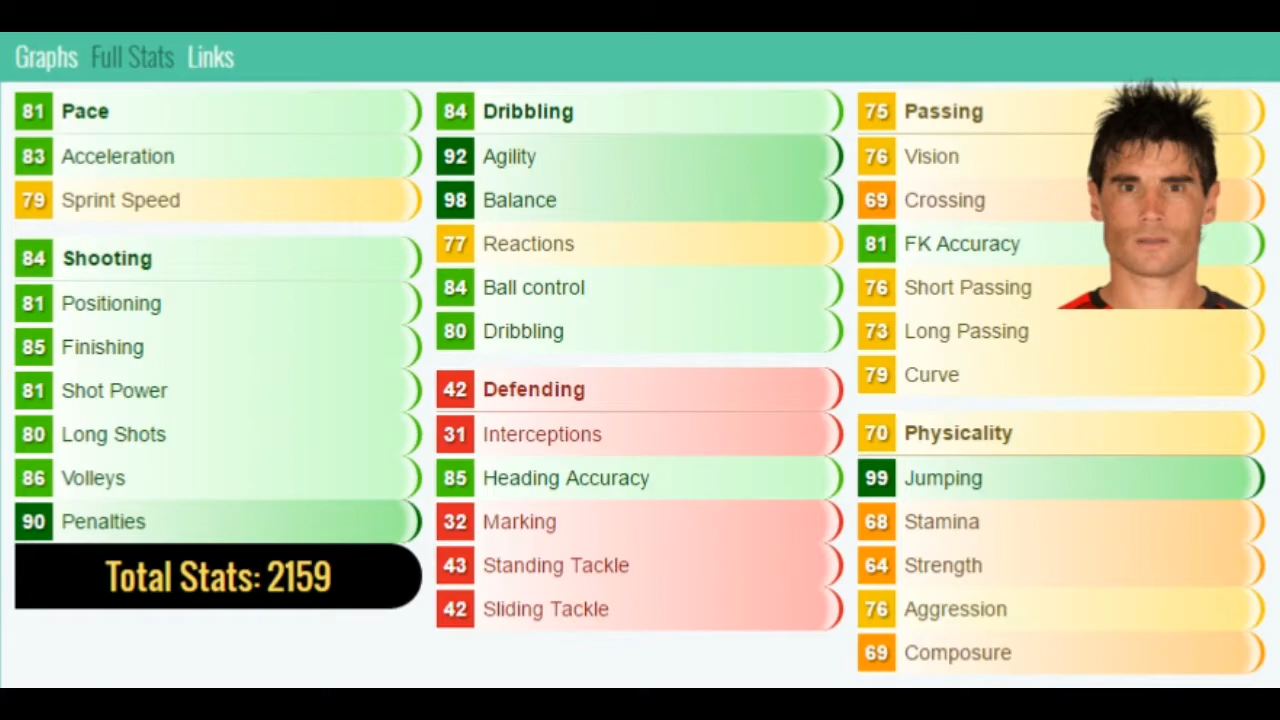 Graphs Full Stats Links
81 Pace
83 Acceleration
79 Sprint Speed
84 Shooting
81 Positioning
85 Finishing
81 Shot Power
80 Long Shots
86 Volleys
90 Penalties
Total Stats: 2159
84 Dribbling
92 Agility
98 Balance
77 Reactions
84 Ball control
80 Dribbling
42 Defending
31 Interceptions
85 Heading Accuracy
32 Marking
43 Standing Tackle
42 Sliding Tackle
75 Passing
76 Vision
69 Crossing
81 FK Accuracy
76 Short Passing
73 Long Passing
79 Curve
70 Physicality
99 Jumping
68 Stamina
64 Strength
76 Aggression
69 Composure